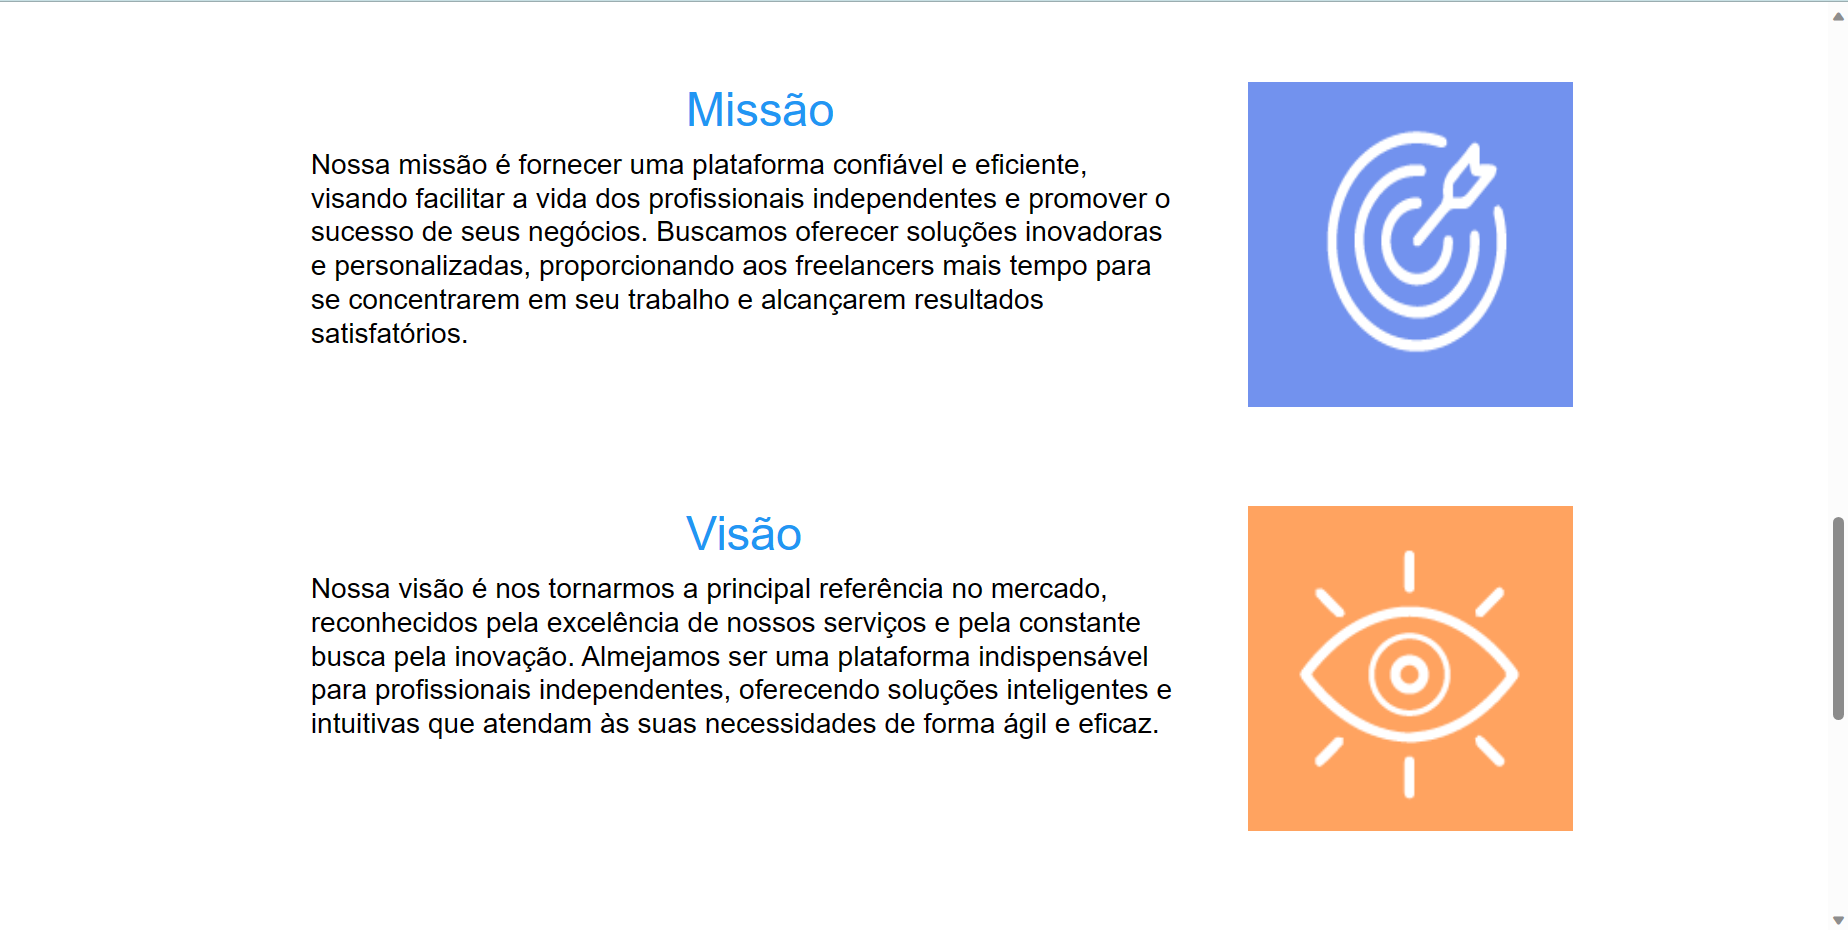 Missão
Nossa missão é fornecer uma plataforma confiável e eficiente,
visando facilitar a vida dos profissionais independentes e promover o
sucesso de seus negócios. Buscamos oferecer soluções inovadoras
e personalizadas, proporcionando aos freelancers mais tempo para
se concentrarem em seu trabalho e alcançarem resultados
satisfatórios.
Visão
Nossa visão é nos tornarmos a principal referência no mercado,
reconhecidos pela excelência de nossos serviços e pela constante
busca pela inovação. Almejamos ser uma plataforma indispensável
para profissionais independentes, oferecendo soluções inteligentes e
intuitivas que atendam às suas necessidades de forma ágil e eficaz.